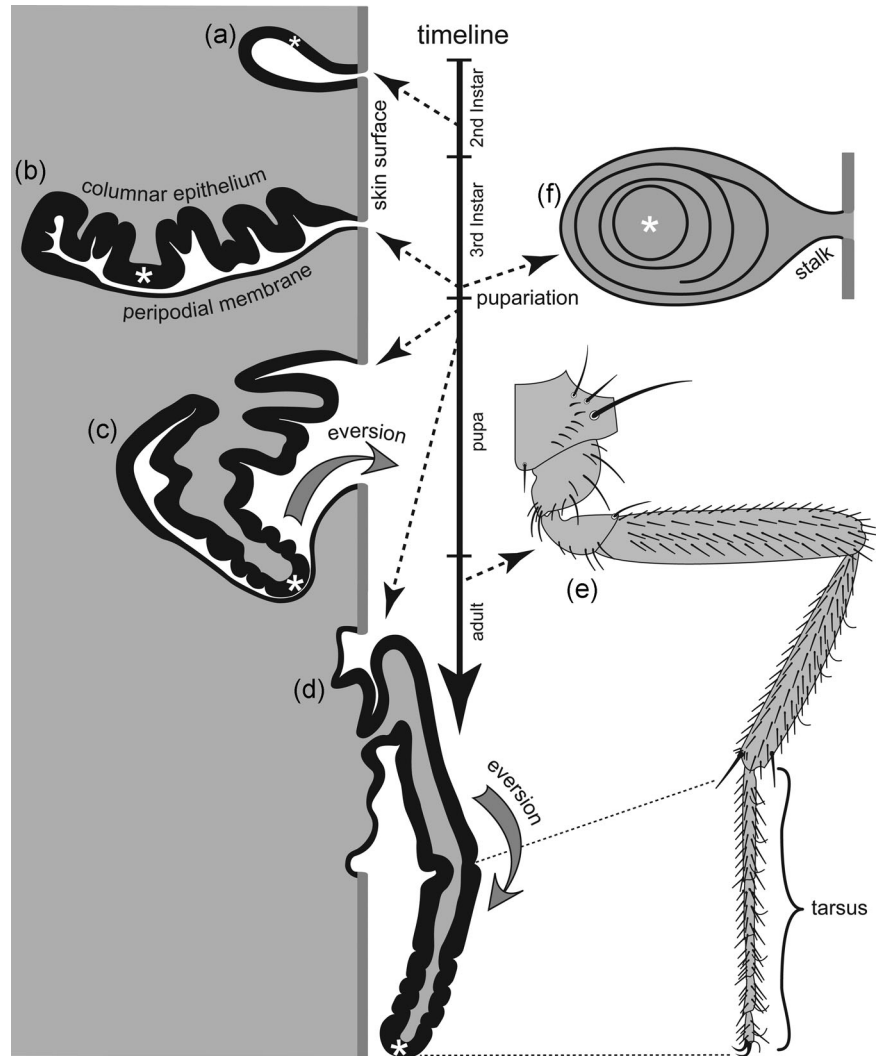 (a)
timeline
2nd Instar
skin surface
(b)
columnar epithelium
*
peripodial membrane
3rd Instar
(f)
*
stalk
pupariation
(c)
eversion
*
pupa
(e)
adult
(d)
eversion
tarsus
*
*